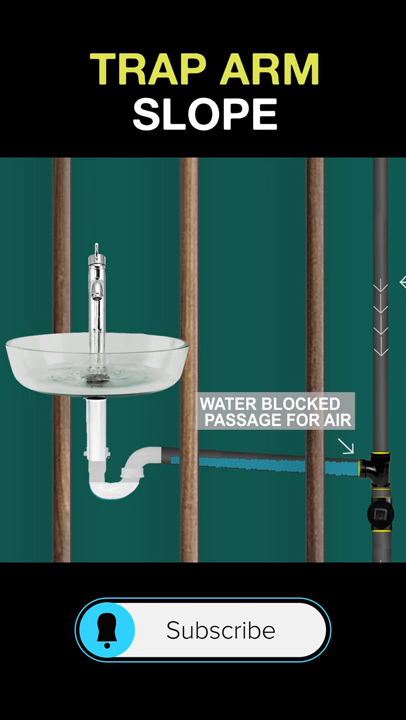 TRAP ARM
SLOPE
WATER BLOCKED
PASSAGE FOR AIR
Subscribe